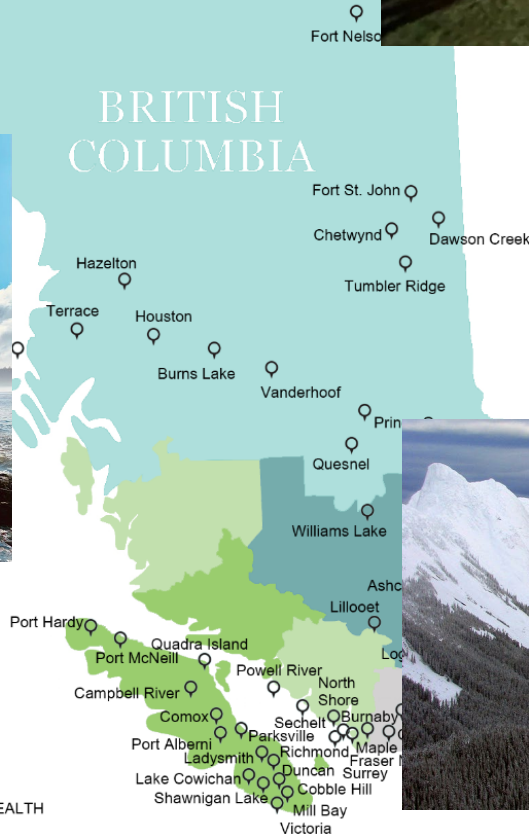 Fort Nelso
BRITISH
COLUMBIA
Fort St. John
Chetwynd
Dawson Creek
Hazelton
Tumbler Ridge
Terrace
Houston
Burns Lake
Vanderhoof
Prin
Quesnel
Williams Lake
Ashc
Lillooet
Port Hardy
Quadra Island
Log
Port McNeill
Powell River
North
Shore
Campbell River
Comox
Sechelt
Burnaby
Parksville
Port Alberni
Richmond
Maple
Ladysmith
Fraser
Duncan
Surrey
Lake Cowichan
Cobble Hill
Shawnigan Lake
Mill Bay
EALTH
Victoria